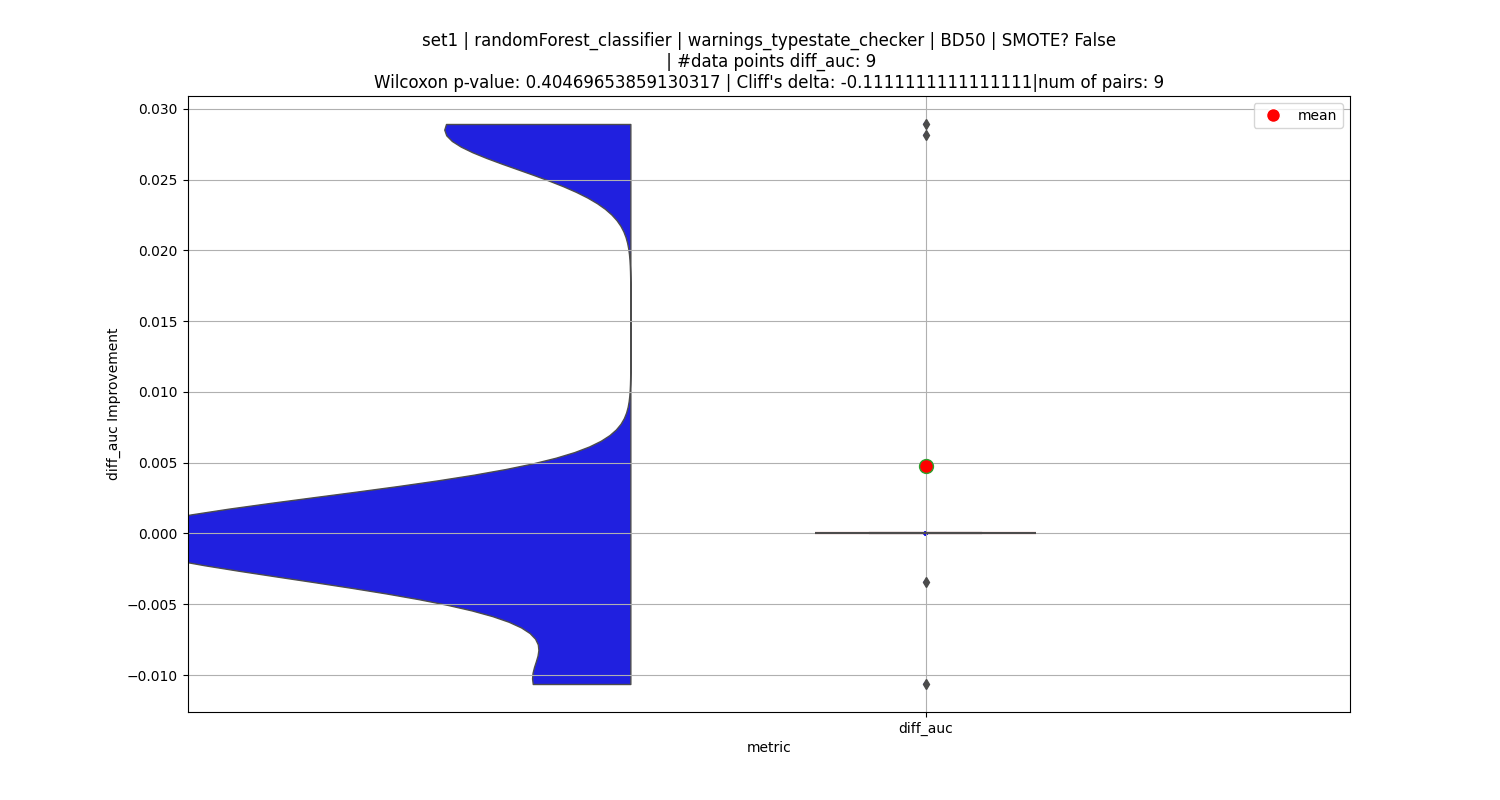 set1 | randomForest_classifier | warnings_typestate_checker | BD50 | SMOTE? False
| #data points diff_auc: 9
Wilcoxon p-value: 0.40469653859130317 | Cliff's delta: -0.1111111111111111|num of pairs: 9
mean
0.030
0.025
0.020
0.015
0.010
0.005
0.000
−0.005
−0.010
diff_auc Improvement
diff_auc
metric